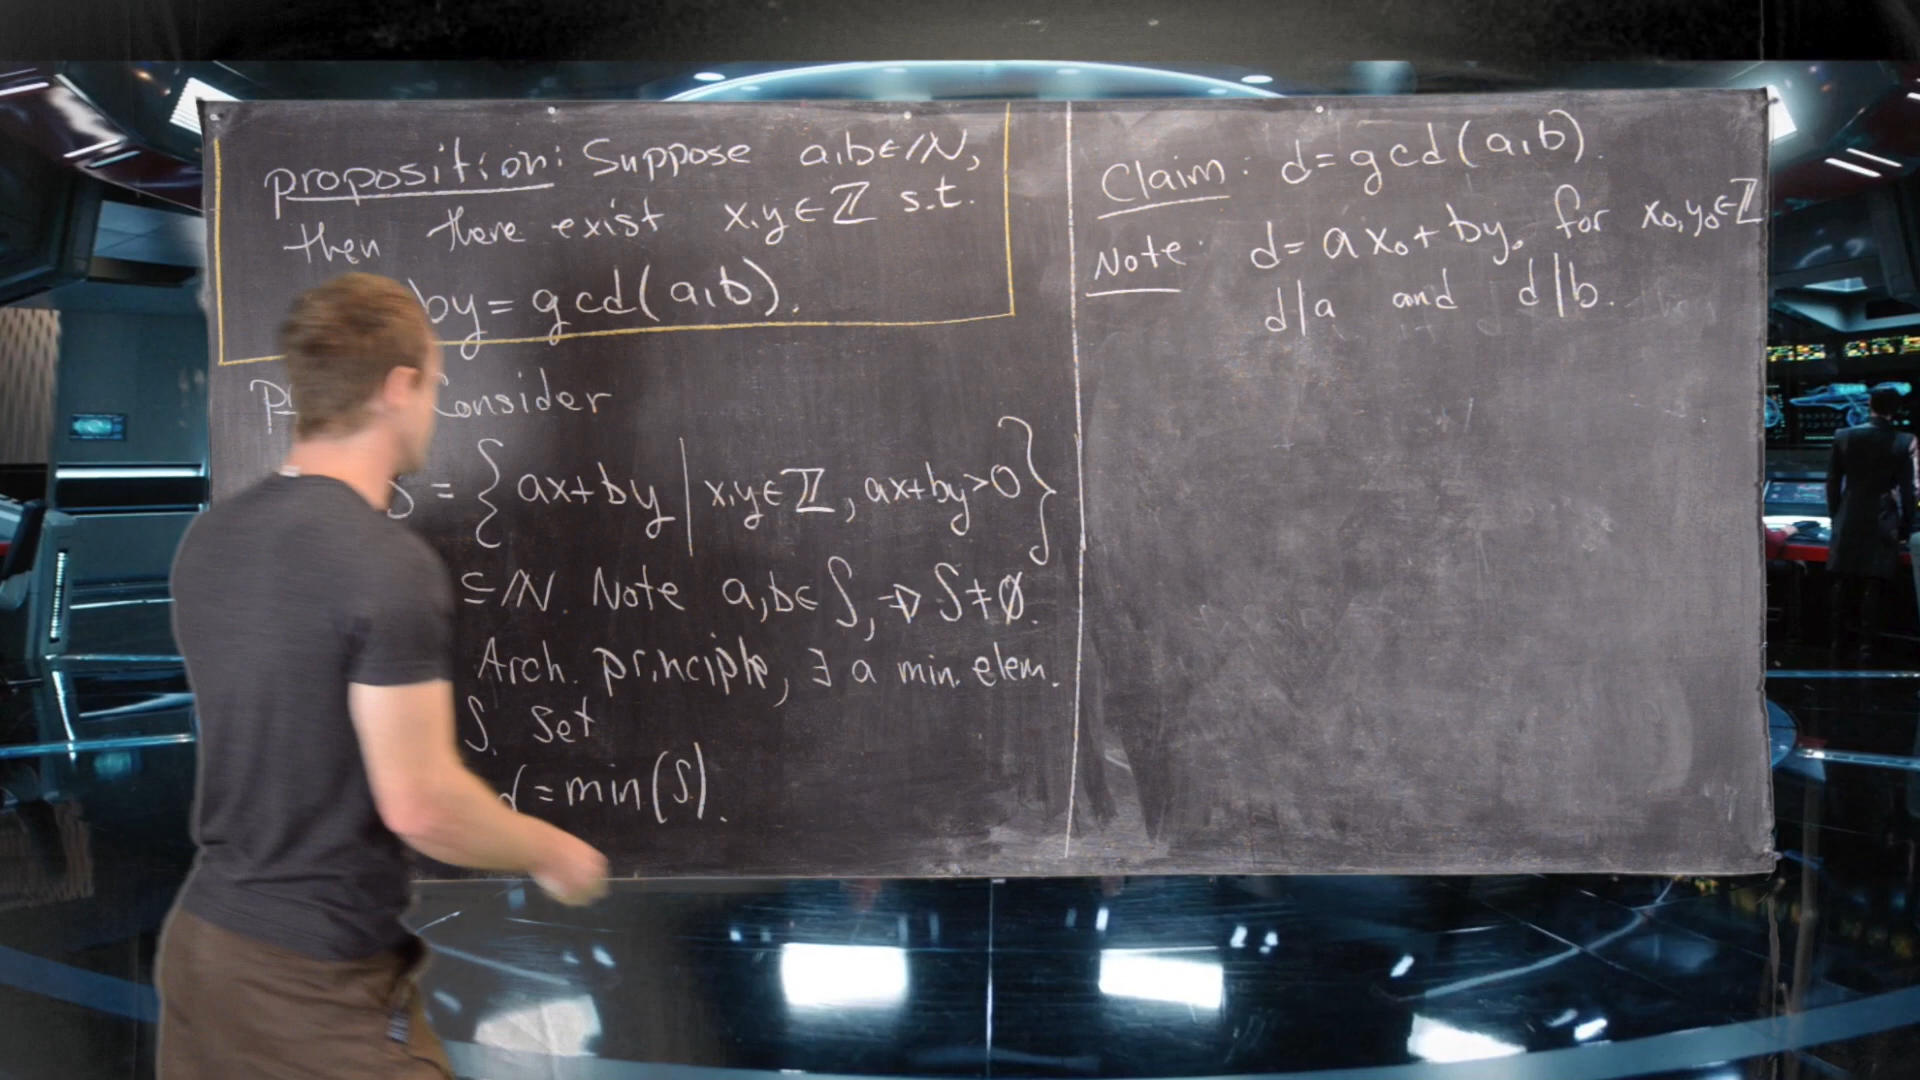 proposition: Suppose a,b∈ℕ,
then there exist x,y∈ℤ s.t.
by=gcd(a,b).
Consider
S = {ax+by | x,y∈ℤ, ax+by>0}
⊆ℕ. Note a,b∈S, ⇒ S≠∅.
Arch. principle, ∃ a min. elem.
S. Set
d=min(S).
Claim: d=gcd(a,b).
Note: d=ax₀+by₀ for x₀,y₀∈ℤ
d|a and d|b.